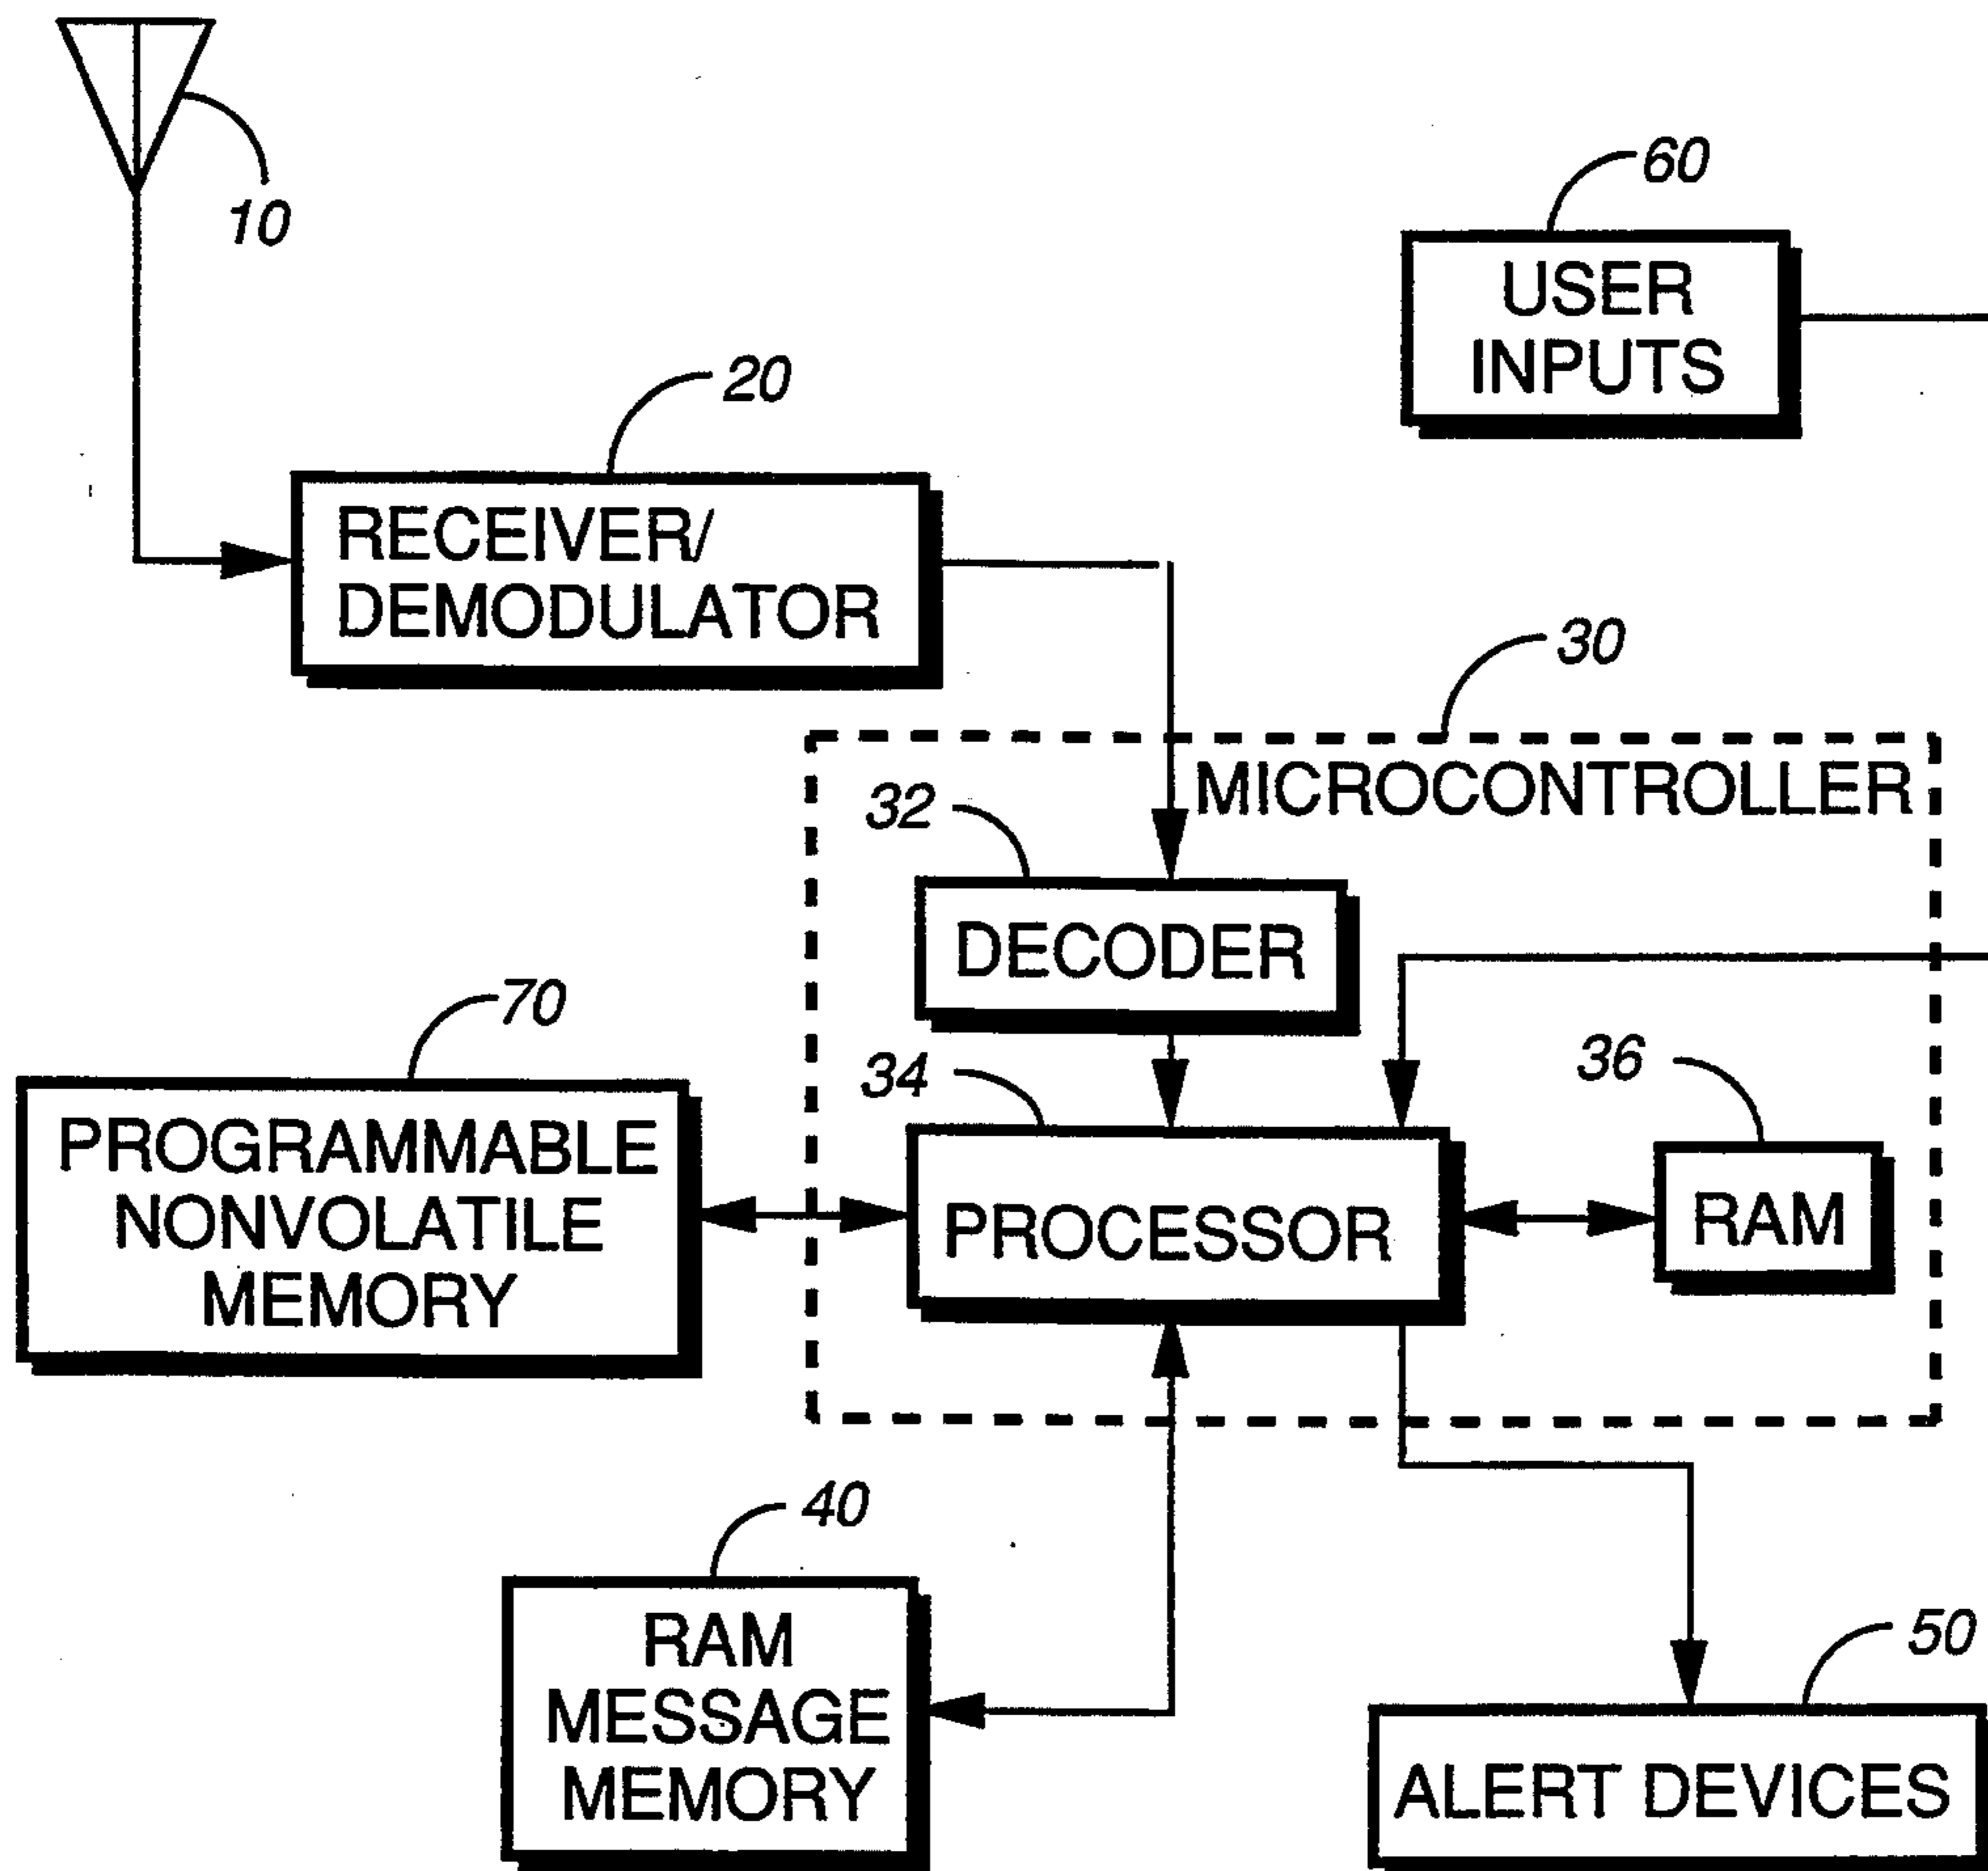 10
60
USER
INPUTS
20
RECEIVER/
DEMODULATOR
30
MICROCONTROLLER
32
DECODER
70
PROGRAMMABLE
NONVOLATILE
MEMORY
34
PROCESSOR
36
RAM
40
RAM
MESSAGE
MEMORY
50
ALERT DEVICES